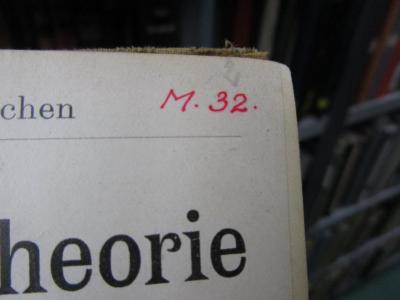 chen M. 32.
heorie